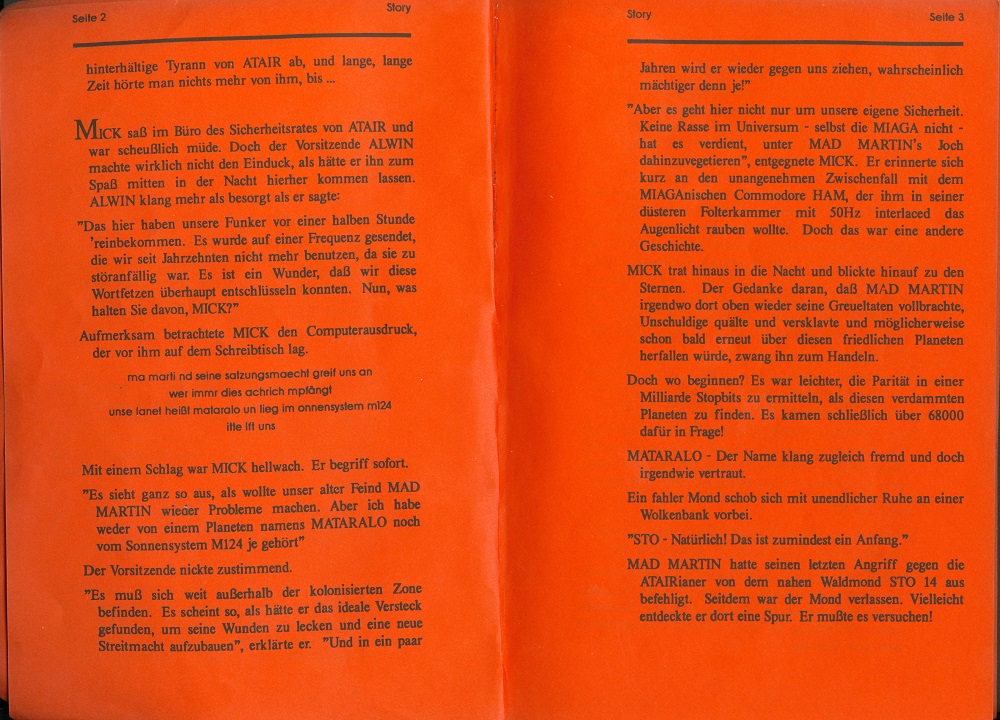 Seite 2
Story
hinterhältige Tyrann von ATAIR ab, und lange, lange
Zeit hörte man nichts mehr von ihm, bis ...
MICK saß im Büro des Sicherheitsrates von ATAIR und
war scheußlich müde. Doch der Vorsitzende ALWIN
machte wirklich nicht den Einduck, als hätte er ihn zum
Spaß mitten in der Nacht hierher kommen lassen.
ALWIN klang mehr als besorgt als er sagte:
"Das hier haben unsere Funker vor einer halben Stunde
'reinbekommen. Es wurde auf einer Frequenz gesendet,
die wir seit Jahrzehnten nicht mehr benutzen, da sie zu
störanfällig war. Es ist ein Wunder, daß wir diese
Wortfetzen überhaupt entschlüsseln konnten. Nun, was
halten Sie davon, MICK?"
Aufmerksam betrachtete MICK den Computerausdruck,
der vor ihm auf dem Schreibtisch lag.
ma marti nd seine satzungsmaecht greif uns an
wer immr dies achrich mpfängt
unse lanet heißt mataralo un lieg im onnensystem m124
itte lft uns
Mit einem Schlag war MICK hellwach. Er begriff sofort.
"Es sieht ganz so aus, als wollte unser alter Feind MAD
MARTIN wieder Probleme machen. Aber ich habe
weder von einem Planeten namens MATARALO noch
vom Sonnensystem M124 je gehört"
Der Vorsitzende nickte zustimmend.
"Es muß sich weit außerhalb der kolonisierten Zone
befinden. Es scheint so, als hätte er das ideale Versteck
gefunden, um seine Wunden zu lecken und eine neue
Streitmacht aufzubauen", erklärte er. "Und in ein paar
Story
Seite 3
Jahren wird er wieder gegen uns ziehen, wahrscheinlich
mächtiger denn je!"
"Aber es geht hier nicht nur um unsere eigene Sicherheit.
Keine Rasse im Universum - selbst die MIAGA nicht -
hat es verdient, unter MAD MARTIN's Joch
dahinzuvegetieren", entgegnete MICK. Er erinnerte sich
kurz an den unangenehmen Zwischenfall mit dem
MIAGAnischen Commodore HAM, der ihm in seiner
düsteren Folterkammer mit 50Hz interlaced das
Augenlicht rauben wollte. Doch das war eine andere
Geschichte.
MICK trat hinaus in die Nacht und blickte hinauf zu den
Sternen. Der Gedanke daran, daß MAD MARTIN
irgendwo dort oben wieder seine Greueltaten vollbrachte,
Unschuldige quälte und versklavte und möglicherweise
schon bald erneut über diesen friedlichen Planeten
herfallen würde, zwang ihn zum Handeln.
Doch wo beginnen? Es war leichter, die Parität in einer
Milliarde Stopbits zu ermitteln, als diesen verdammten
Planeten zu finden. Es kamen schließlich über 68000
dafür in Frage!
MATARALO - Der Name klang zugleich fremd und doch
irgendwie vertraut.
Ein fahler Mond schob sich mit unendlicher Ruhe an einer
Wolkenbank vorbei.
"STO - Natürlich! Das ist zumindest ein Anfang."
MAD MARTIN hatte seinen letzten Angriff gegen die
ATAIRianer von dem nahen Waldmond STO 14 aus
befehligt. Seitdem war der Mond verlassen. Vielleicht
entdeckte er dort eine Spur. Er mußte es versuchen!